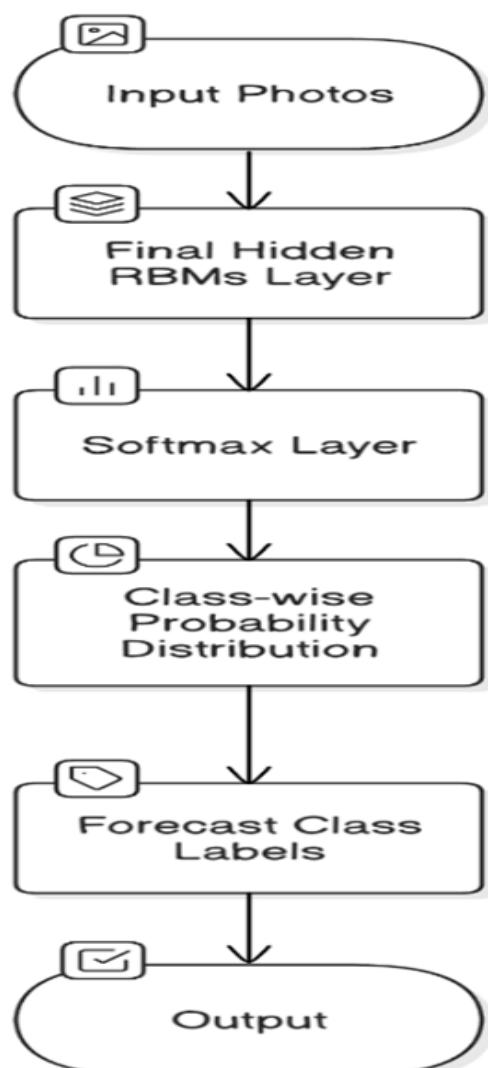 Input Photos
Final Hidden
RBMs Layer
Softmax Layer
Class-wise
Probability
Distribution
Forecast Class
Labels
Output